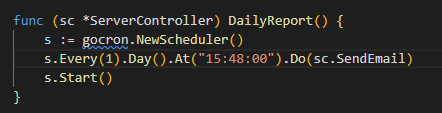 func (sc *ServerController) DailyReport() {
    s := gocron.NewScheduler()
    s.Every(1).Day().At("15:48:00").Do(sc.SendEmail)
    s.Start()
}